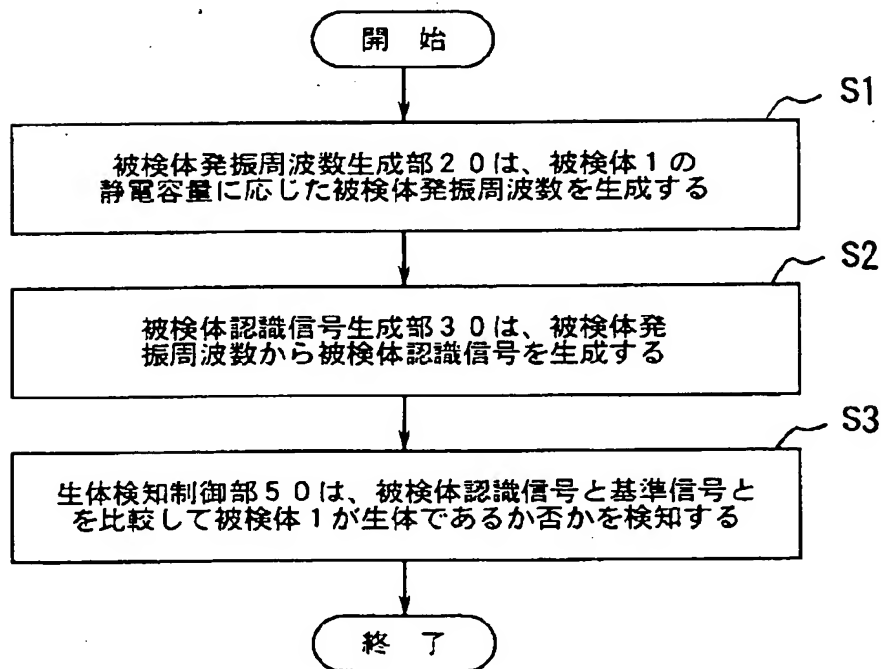 開 始
S1
被検体発振周波数生成部２０は、被検体１の
静電容量に応じた被検体発振周波数を生成する
S2
被検体認識信号生成部３０は、被検体発
振周波数から被検体認識信号を生成する
S3
生体検知制御部５０は、被検体認識信号と基準信号と
を比較して被検体１が生体であるか否かを検知する
終 了